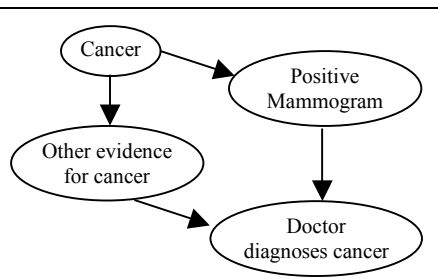 Cancer
Positive
Mammogram
Other evidence
for cancer
Doctor
diagnoses cancer